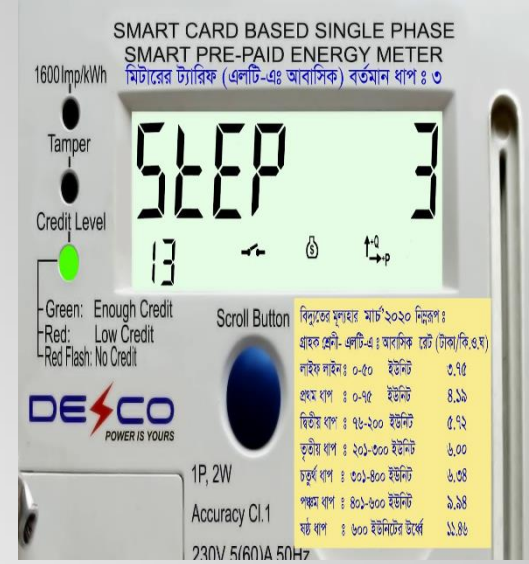 SMART CARD BASED SINGLE PHASE
SMART PRE-PAID ENERGY METER
মিটারের ট্যারিফ (এলটি-এঃ আবাসিক) বর্তমান ধাপ ঃ ৩
1600 Imp/kWh
Tamper
Credit Level
StEP 3
13
Green: Enough Credit
Red: Low Credit
Red Flash: No Credit
DESCO
POWER IS YOURS
Scroll Button
বিদ্যুতের মূল্যহার মার্চ'২০২০ নিম্নরূপ ঃ
গ্রাহক শ্রেনী- এলটি-এ ঃ আবাসিক রেট (টাকা/কি.ও.ঘ)
লাইফ লাইন ঃ ০-৫০ ইউনিট ৩.৭৫
প্রথম ধাপ ঃ ০-৭৫ ইউনিট ৪.১৯
দ্বিতীয় ধাপ ঃ ৭৬-২০০ ইউনিট ৫.৭২
তৃতীয় ধাপ ঃ ২০১-৩০০ ইউনিট ৬.০০
চতুর্থ ধাপ ঃ ৩০১-৪০০ ইউনিট ৬.৩৪
পঞ্চম ধাপ ঃ ৪০১-৬০০ ইউনিট ৯.৯৪
ষষ্ঠ ধাপ ঃ ৬০০ ইউনিটের উর্ধ্বে ১১.৪৬
1P, 2W
Accuracy Cl.1
230V 5(60)A 50Hz